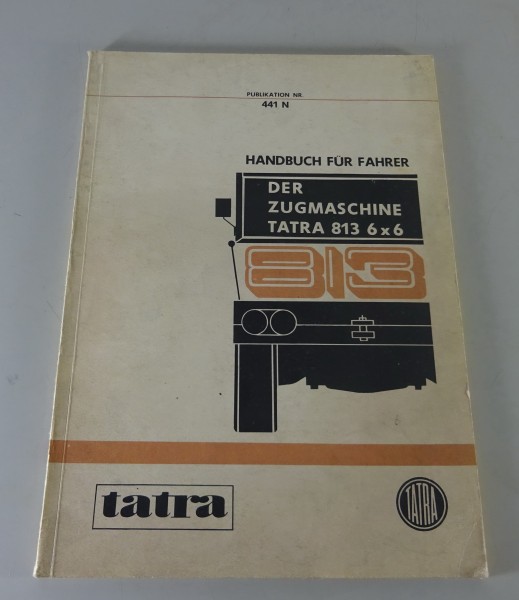 PUBLIKATION NR.
441 N
HANDBUCH FÜR FAHRER
DER
ZUGMASCHINE
TATRA 813 6x6
813
tatra
TATRA